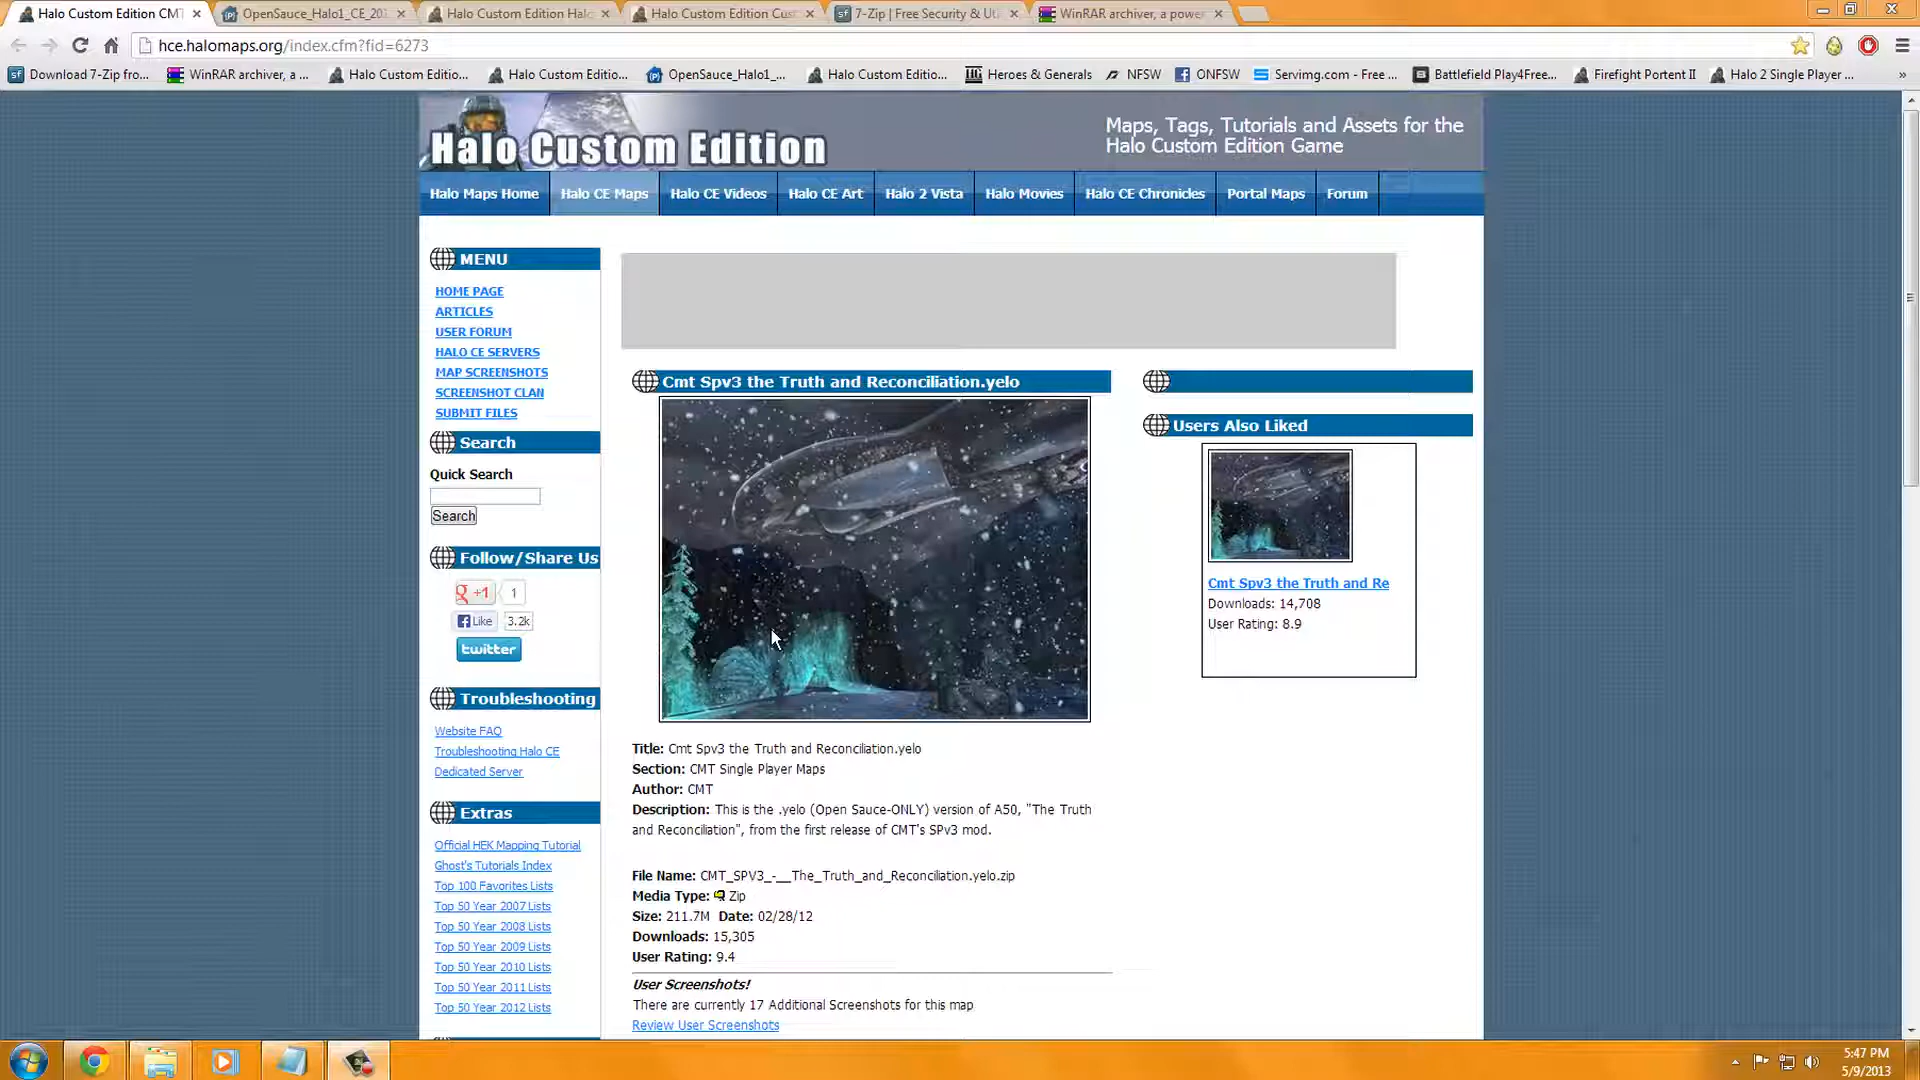 Halo Custom Edition CMT
OpenSauce_Halo1_CE_20
Halo Custom Edition Halo
Halo Custom Edition Cus
7-Zip | Free Security & Ut
WinRAR archiver, a powe
hce.halomaps.org/index.cfm?fid=6273
Download 7-Zip fro...
WinRAR archiver, a ...
Halo Custom Editio...
Halo Custom Editio...
OpenSauce_Halo1_...
Halo Custom Editio...
Heroes & Generals
NFSW
ONFSW
Servimg.com - Free ...
Battlefield Play4Free...
Firefight Portent II
Halo 2 Single Player ...
»
Halo Custom Edition
Maps, Tags, Tutorials and Assets for the
Halo Custom Edition Game
Halo Maps Home
Halo CE Maps
Halo CE Videos
Halo CE Art
Halo 2 Vista
Halo Movies
Halo CE Chronicles
Portal Maps
Forum
MENU
HOME PAGE
ARTICLES
USER FORUM
HALO CE SERVERS
MAP SCREENSHOTS
SCREENSHOT CLAN
SUBMIT FILES
Search
Quick Search
Search
Follow/Share Us
g +1 1
Like 3.2k
twitter
Troubleshooting
Website FAQ
Troubleshooting Halo CE
Dedicated Server
Extras
Official HEK Mapping Tutorial
Ghost's Tutorials Index
Top 100 Favorites Lists
Top 50 Year 2007 Lists
Top 50 Year 2008 Lists
Top 50 Year 2009 Lists
Top 50 Year 2010 Lists
Top 50 Year 2011 Lists
Top 50 Year 2012 Lists
Cmt Spv3 the Truth and Reconciliation.yelo
Title: Cmt Spv3 the Truth and Reconciliation.yelo
Section: CMT Single Player Maps
Author: CMT
Description: This is the .yelo (Open Sauce-ONLY) version of A50, "The Truth
and Reconciliation", from the first release of CMT's SPv3 mod.
File Name: CMT_SPV3_-__The_Truth_and_Reconciliation.yelo.zip
Media Type: Zip
Size: 211.7M Date: 02/28/12
Downloads: 15,305
User Rating: 9.4
User Screenshots!
There are currently 17 Additional Screenshots for this map
Review User Screenshots
Users Also Liked
Cmt Spv3 the Truth and Re
Downloads: 14,708
User Rating: 8.9
5:47 PM
5/9/2013